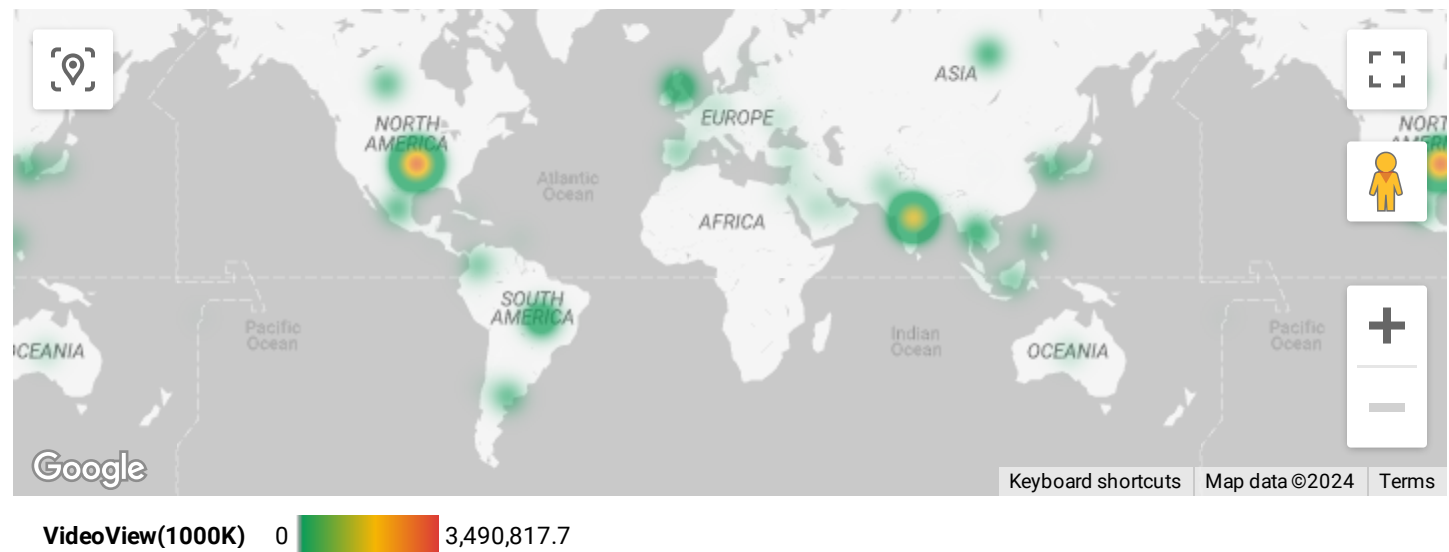 ASIA
NORTH
AMERICA
EUROPE
NORT
AMERI
Atlantic
Ocean
AFRICA
SOUTH
AMERICA
Pacific
Ocean
Indian
Ocean
Pacific
Ocean
OCEANIA
OCEANIA
Google
Keyboard shortcuts
Map data ©2024
Terms
VideoView(1000K) 0 3,490,817.7